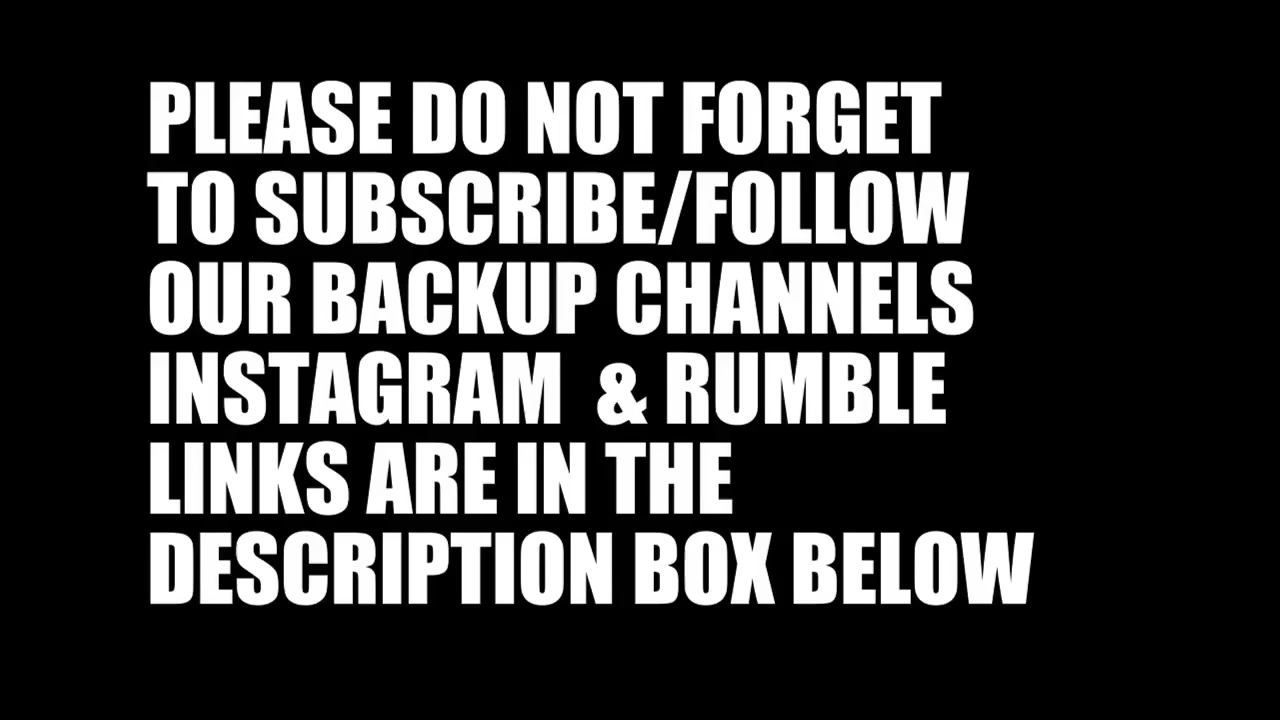 PLEASE DO NOT FORGET
TO SUBSCRIBE/FOLLOW
OUR BACKUP CHANNELS
INSTAGRAM & RUMBLE
LINKS ARE IN THE
DESCRIPTION BOX BELOW